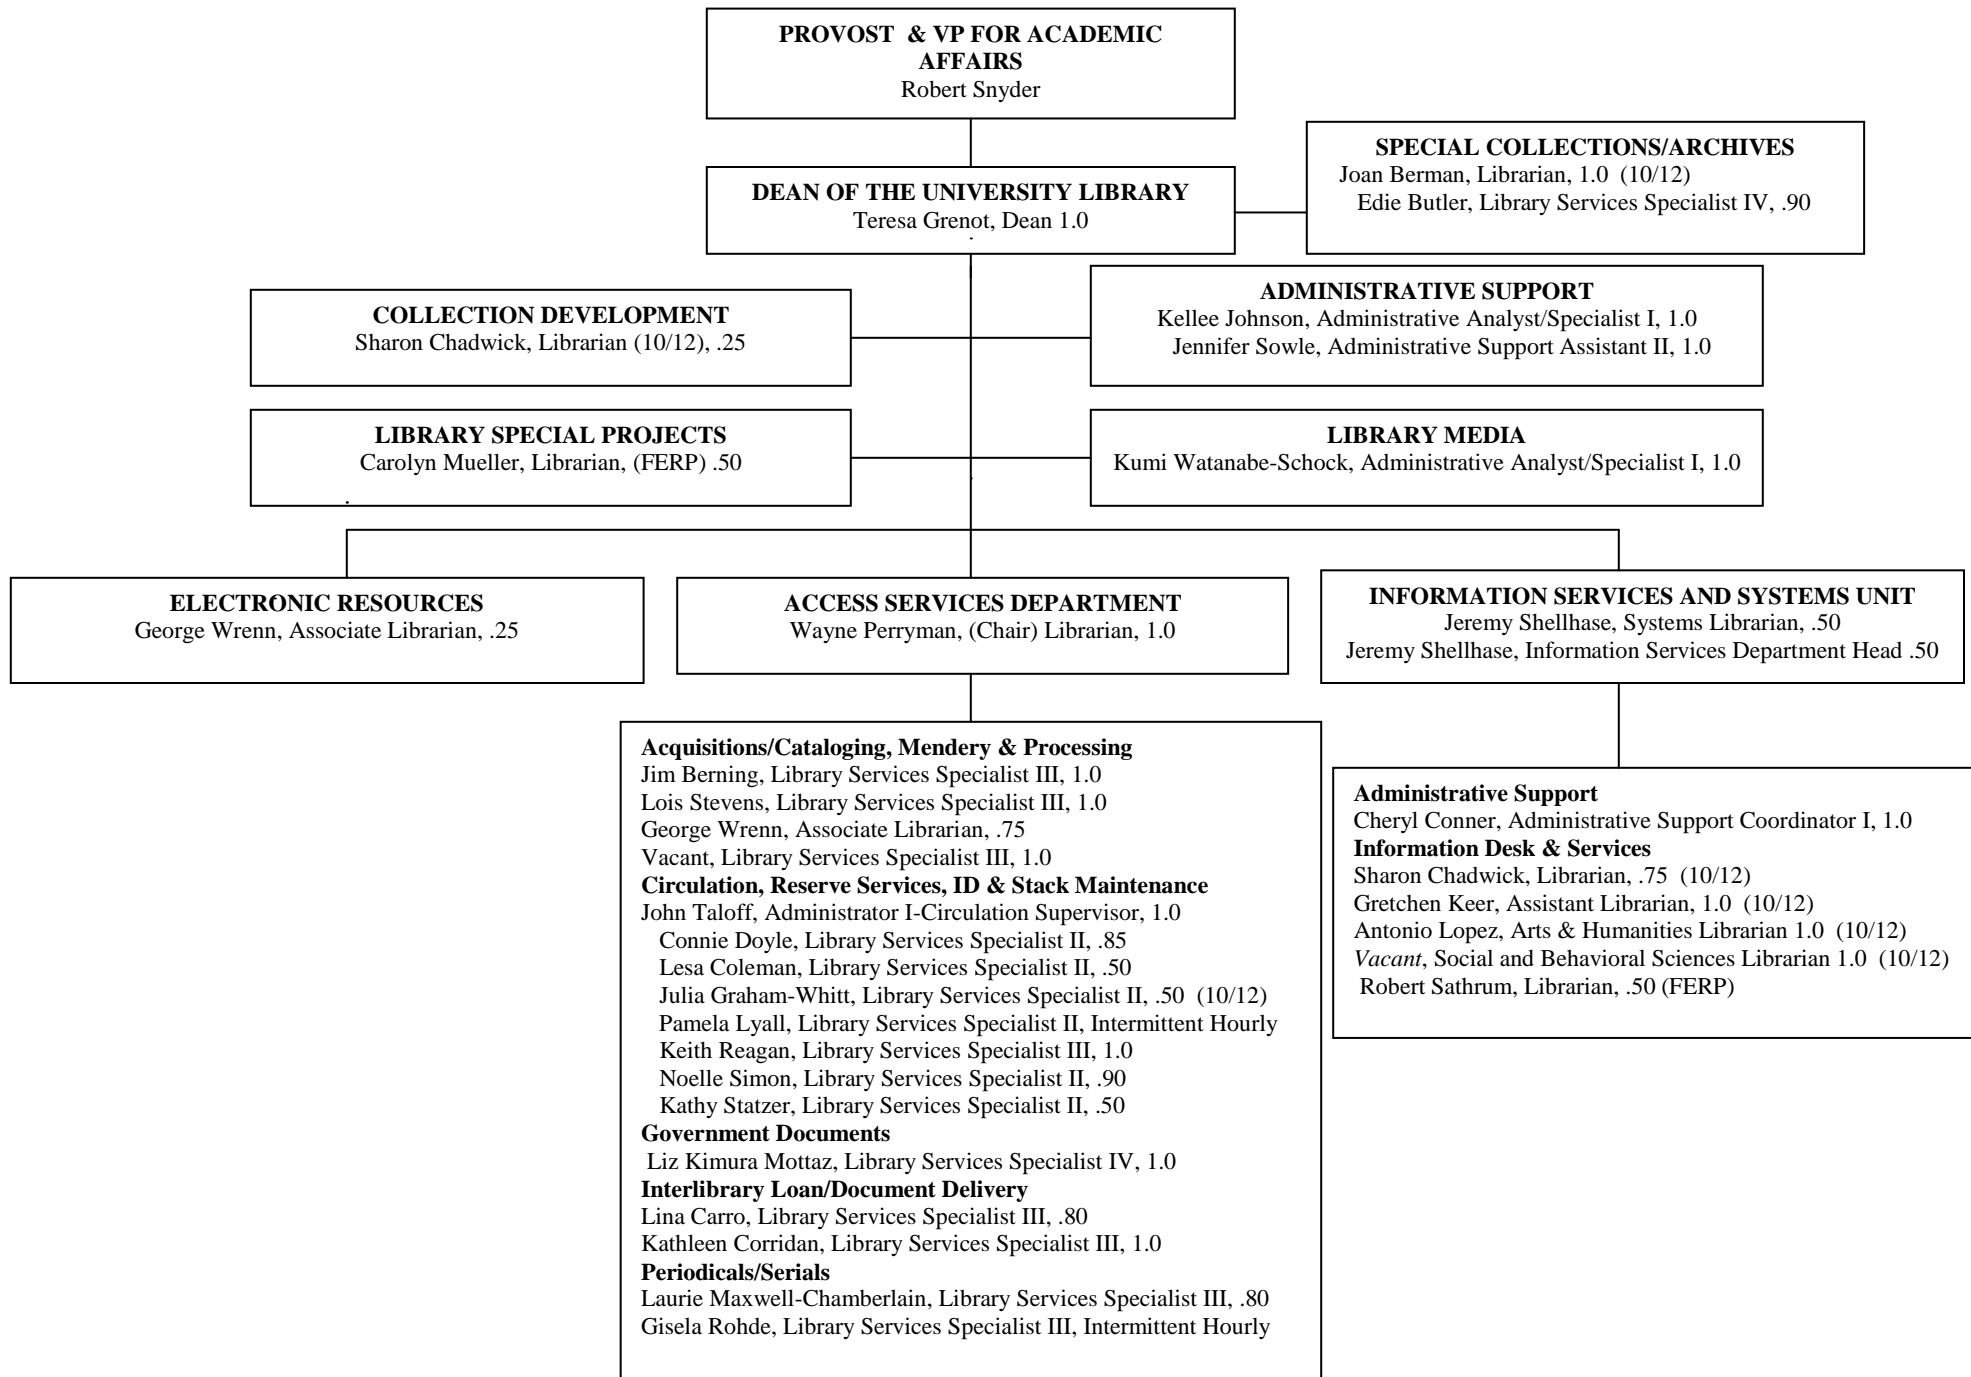 PROVOST & VP FOR ACADEMIC
AFFAIRS
Robert Snyder
SPECIAL COLLECTIONS/ARCHIVES
Joan Berman, Librarian, 1.0 (10/12)
Edie Butler, Library Services Specialist IV, .90
DEAN OF THE UNIVERSITY LIBRARY
Teresa Grenot, Dean 1.0
COLLECTION DEVELOPMENT
Sharon Chadwick, Librarian (10/12), .25
ADMINISTRATIVE SUPPORT
Kellee Johnson, Administrative Analyst/Specialist I, 1.0
Jennifer Sowle, Administrative Support Assistant II, 1.0
LIBRARY SPECIAL PROJECTS
Carolyn Mueller, Librarian, (FERP) .50
LIBRARY MEDIA
Kumi Watanabe-Schock, Administrative Analyst/Specialist I, 1.0
ELECTRONIC RESOURCES
George Wrenn, Associate Librarian, .25
ACCESS SERVICES DEPARTMENT
Wayne Perryman, (Chair) Librarian, 1.0
INFORMATION SERVICES AND SYSTEMS UNIT
Jeremy Shellhase, Systems Librarian, .50
Jeremy Shellhase, Information Services Department Head .50
Acquisitions/Cataloging, Mendery & Processing
Jim Berning, Library Services Specialist III, 1.0
Lois Stevens, Library Services Specialist III, 1.0
George Wrenn, Associate Librarian, .75
Vacant, Library Services Specialist III, 1.0
Circulation, Reserve Services, ID & Stack Maintenance
John Taloff, Administrator I-Circulation Supervisor, 1.0
Connie Doyle, Library Services Specialist II, .85
Lesa Coleman, Library Services Specialist II, .50
Julia Graham-Whitt, Library Services Specialist II, .50 (10/12)
Pamela Lyall, Library Services Specialist II, Intermittent Hourly
Keith Reagan, Library Services Specialist III, 1.0
Noelle Simon, Library Services Specialist II, .90
Kathy Statzer, Library Services Specialist II, .50
Government Documents
Liz Kimura Mottaz, Library Services Specialist IV, 1.0
Interlibrary Loan/Document Delivery
Lina Carro, Library Services Specialist III, .80
Kathleen Corridan, Library Services Specialist III, 1.0
Periodicals/Serials
Laurie Maxwell-Chamberlain, Library Services Specialist III, .80
Gisela Rohde, Library Services Specialist III, Intermittent Hourly
Administrative Support
Cheryl Conner, Administrative Support Coordinator I, 1.0
Information Desk & Services
Sharon Chadwick, Librarian, .75 (10/12)
Gretchen Keer, Assistant Librarian, 1.0 (10/12)
Antonio Lopez, Arts & Humanities Librarian 1.0 (10/12)
Vacant, Social and Behavioral Sciences Librarian 1.0 (10/12)
Robert Sathrum, Librarian, .50 (FERP)